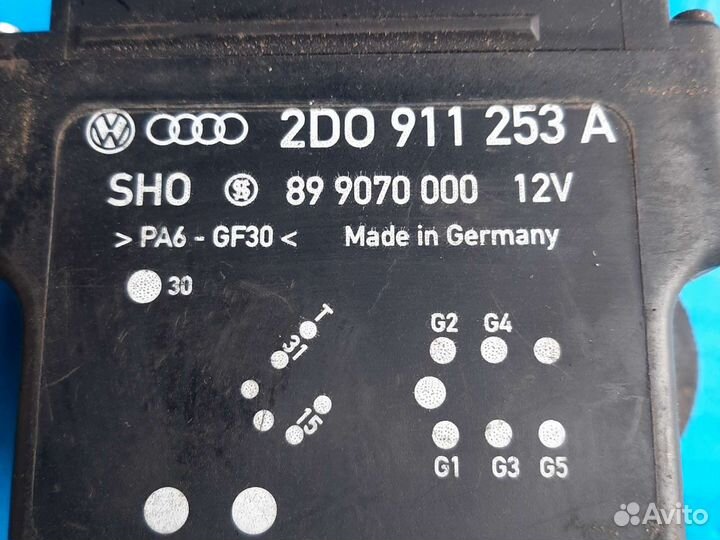 2D0 911 253 A
SHO 89 9070 000 12V
> PA6 - GF30 < Made in Germany
30
T
31
15
G2 G4
G1 G3 G5
Avito